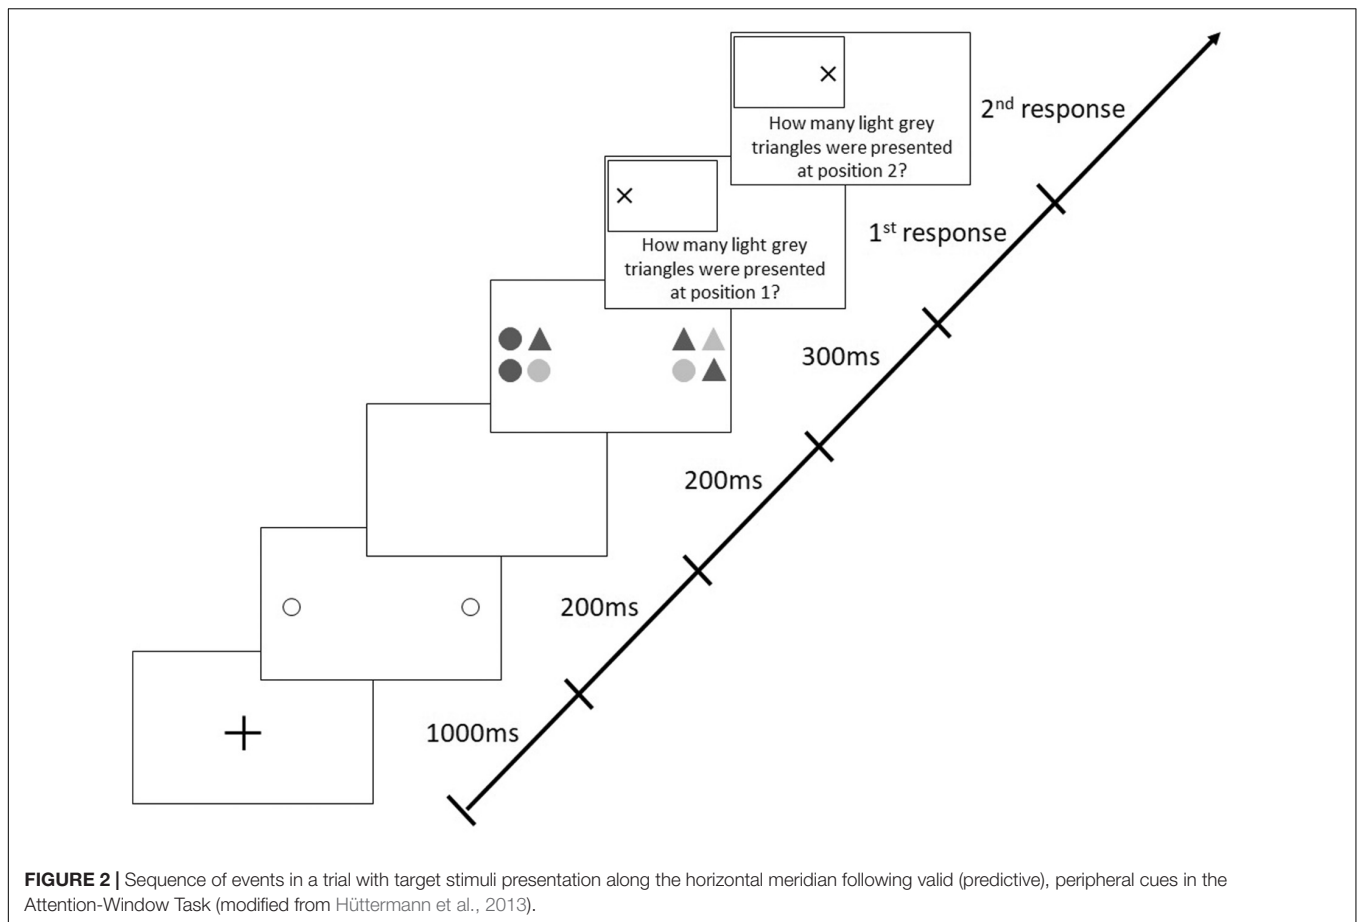 How many light grey
triangles were presented
at position 2?
2nd response
How many light grey
triangles were presented
at position 1?
1st response
300ms
200ms
200ms
1000ms
FIGURE 2 | Sequence of events in a trial with target stimuli presentation along the horizontal meridian following valid (predictive), peripheral cues in the
Attention-Window Task (modified from Hüttermann et al., 2013).